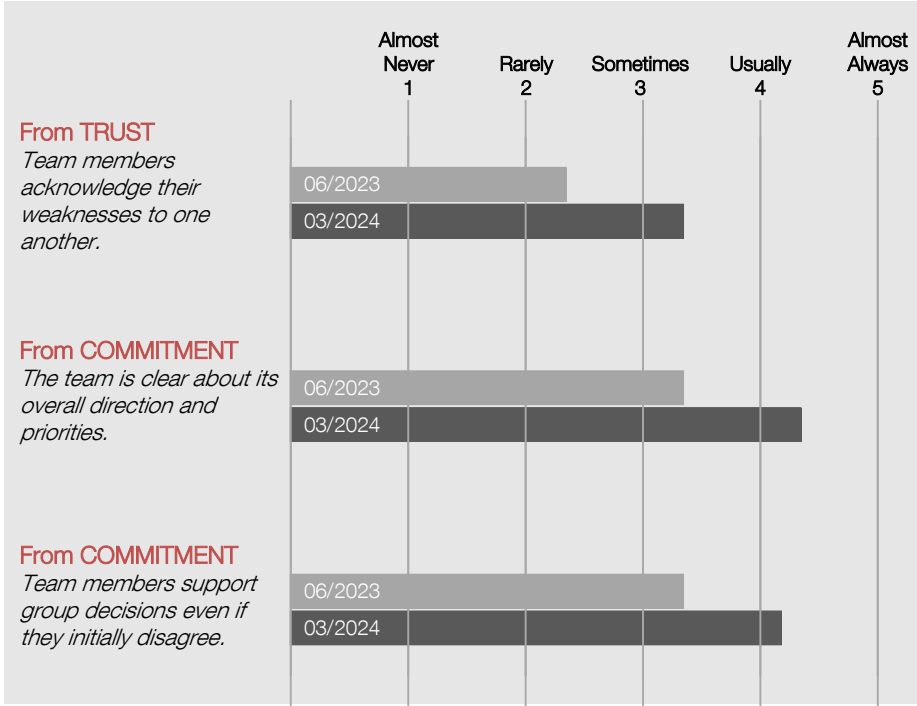 Almost
Never
1
Rarely
2
Sometimes
3
Usually
4
Almost
Always
5
From TRUST
Team members
acknowledge their
weaknesses to one
another.
06/2023
03/2024
From COMMITMENT
The team is clear about its
overall direction and
priorities.
06/2023
03/2024
From COMMITMENT
Team members support
group decisions even if
they initially disagree.
06/2023
03/2024